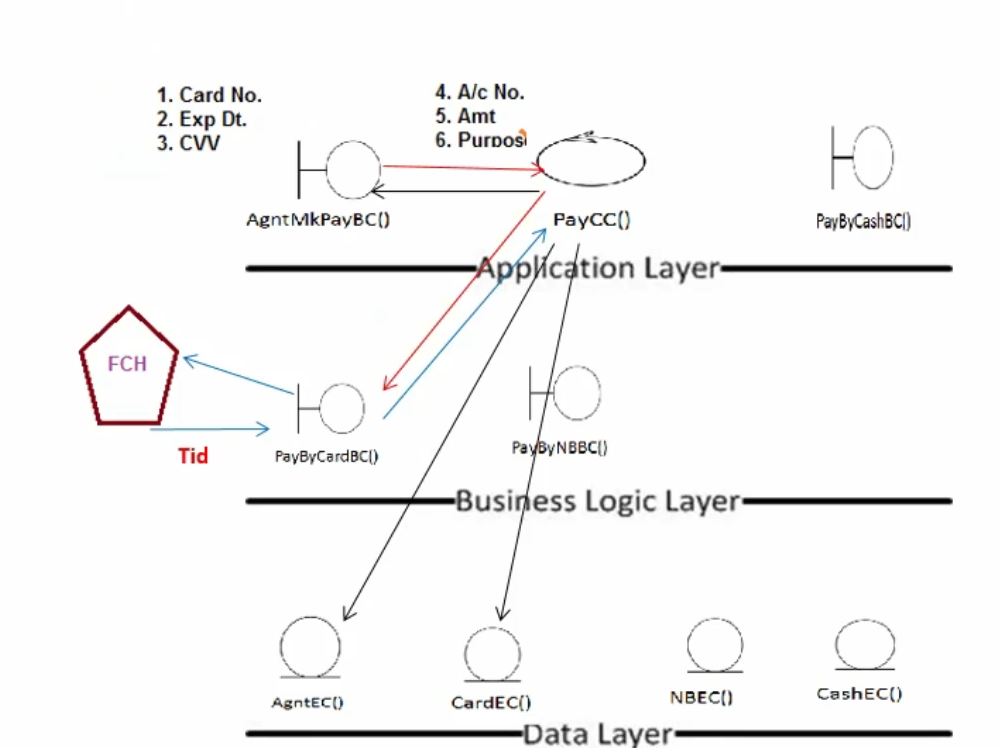 1. Card No.
2. Exp Dt.
3. CVV
4. A/c No.
5. Amt
6. Purpose
AgntMkPayBC()
PayCC()
PayByCashBC()
Application Layer
FCH
Tid
PayByCardBC()
PayByNBBC()
Business Logic Layer
AgntEC()
CardEC()
NBEC()
CashEC()
Data Layer